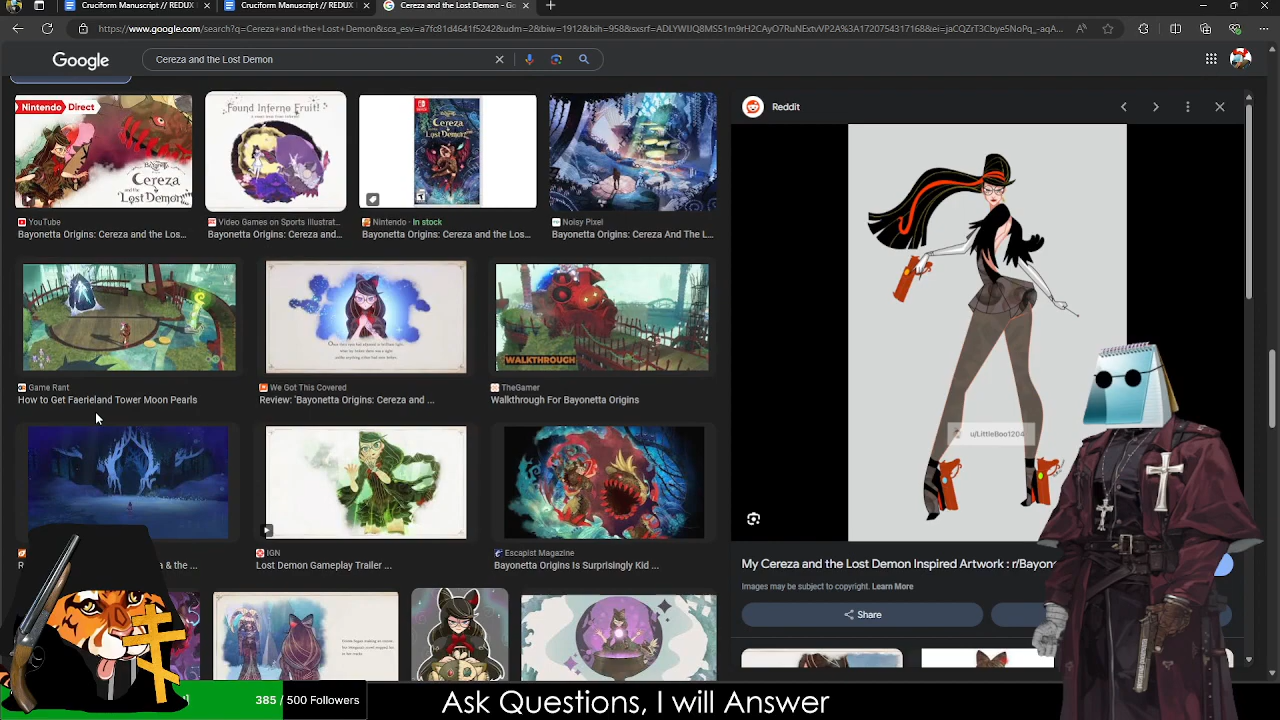 Cruciform Manuscript // REDUX
Cruciform Manuscript // REDUX
Cereza and the Lost Demon - Go
https://www.google.com/search?q=Cereza+and+the+Lost+Demon&sca_esv=a7fc81d4641f5242&udm=2&biw=1912&bih=958&sxsrf=
Google
Cereza and the Lost Demon
Reddit
Nintendo Direct
Cereza
and the
Lost Demon
Found Inferno Fruit!
Cereza
Lost Demon
YouTube
Bayonetta Origins: Cereza and the Los...
Video Games on Sports Illustrat...
Bayonetta Origins: Cereza and...
Nintendo · In stock
Bayonetta Origins: Cereza and the Los...
Noisy Pixel
Bayonetta Origins: Cereza And The L...
WALKTHROUGH
Game Rant
How to Get Faerieland Tower Moon Pearls
We Got This Covered
Review: 'Bayonetta Origins: Cereza and ...
TheGamer
Walkthrough For Bayonetta Origins
u/LittleBoo1204
a & the ...
IGN
Lost Demon Gameplay Trailer ...
Escapist Magazine
Bayonetta Origins Is Surprisingly Kid ...
My Cereza and the Lost Demon Inspired Artwork : r/Bayon
Images may be subject to copyright. Learn More
Share
385 / 500 Followers
Ask Questions, I will Answer